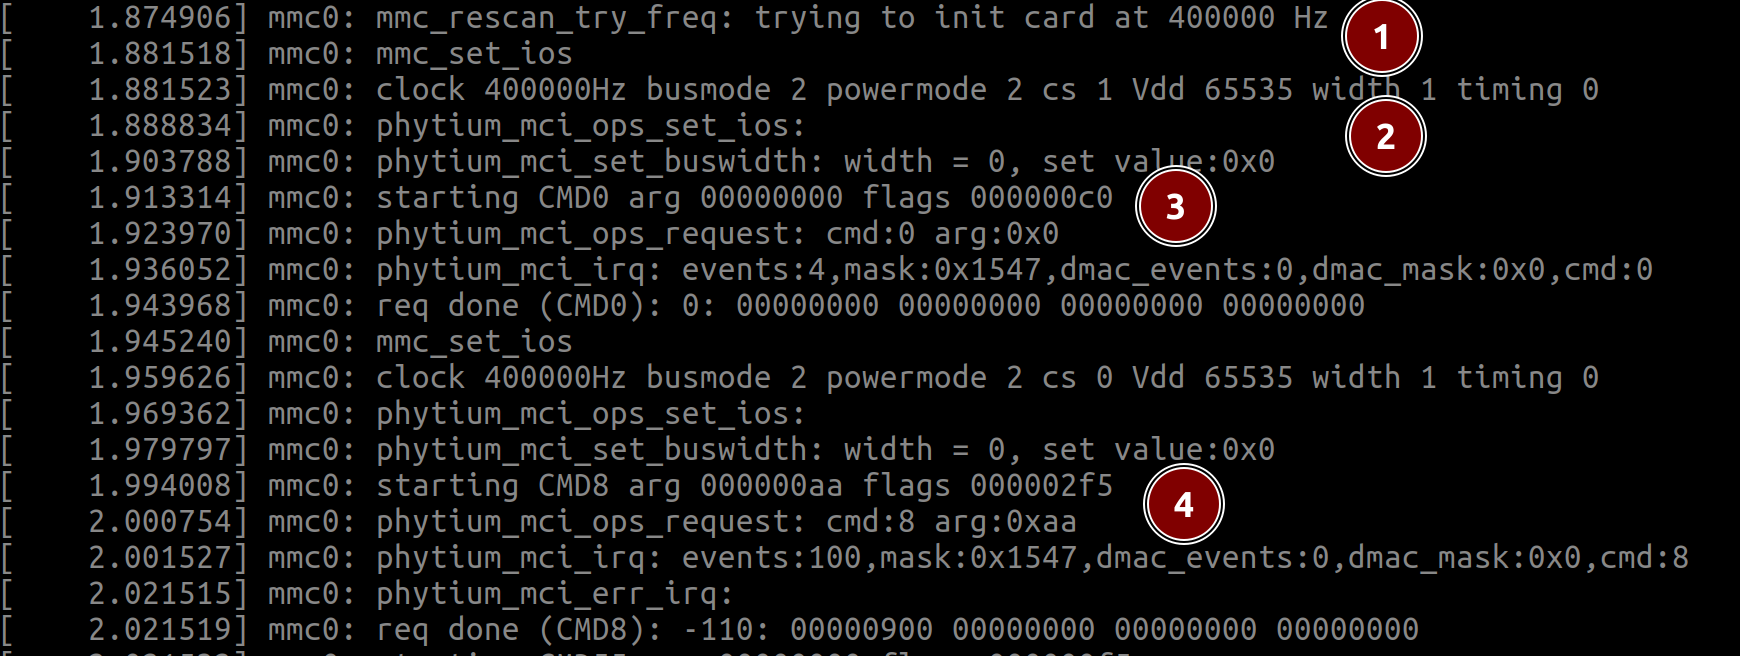 [    1.874906] mmc0: mmc_rescan_try_freq: trying to init card at 400000 Hz 1
[    1.881518] mmc0: mmc_set_ios
[    1.881523] mmc0: clock 400000Hz busmode 2 powermode 2 cs 1 Vdd 65535 width 1 timing 0
[    1.888834] mmc0: phytium_mci_ops_set_ios: 2
[    1.903788] mmc0: phytium_mci_set_buswidth: width = 0, set value:0x0
[    1.913314] mmc0: starting CMD0 arg 00000000 flags 000000c0 3
[    1.923970] mmc0: phytium_mci_ops_request: cmd:0 arg:0x0
[    1.936052] mmc0: phytium_mci_irq: events:4,mask:0x1547,dmac_events:0,dmac_mask:0x0,cmd:0
[    1.943968] mmc0: req done (CMD0): 0: 00000000 00000000 00000000 00000000
[    1.945240] mmc0: mmc_set_ios
[    1.959626] mmc0: clock 400000Hz busmode 2 powermode 2 cs 0 Vdd 65535 width 1 timing 0
[    1.969362] mmc0: phytium_mci_ops_set_ios:
[    1.979797] mmc0: phytium_mci_set_buswidth: width = 0, set value:0x0
[    1.994008] mmc0: starting CMD8 arg 000000aa flags 000002f5 4
[    2.000754] mmc0: phytium_mci_ops_request: cmd:8 arg:0xaa
[    2.001527] mmc0: phytium_mci_irq: events:100,mask:0x1547,dmac_events:0,dmac_mask:0x0,cmd:8
[    2.021515] mmc0: phytium_mci_err_irq:
[    2.021519] mmc0: req done (CMD8): -110: 00000900 00000000 00000000 00000000